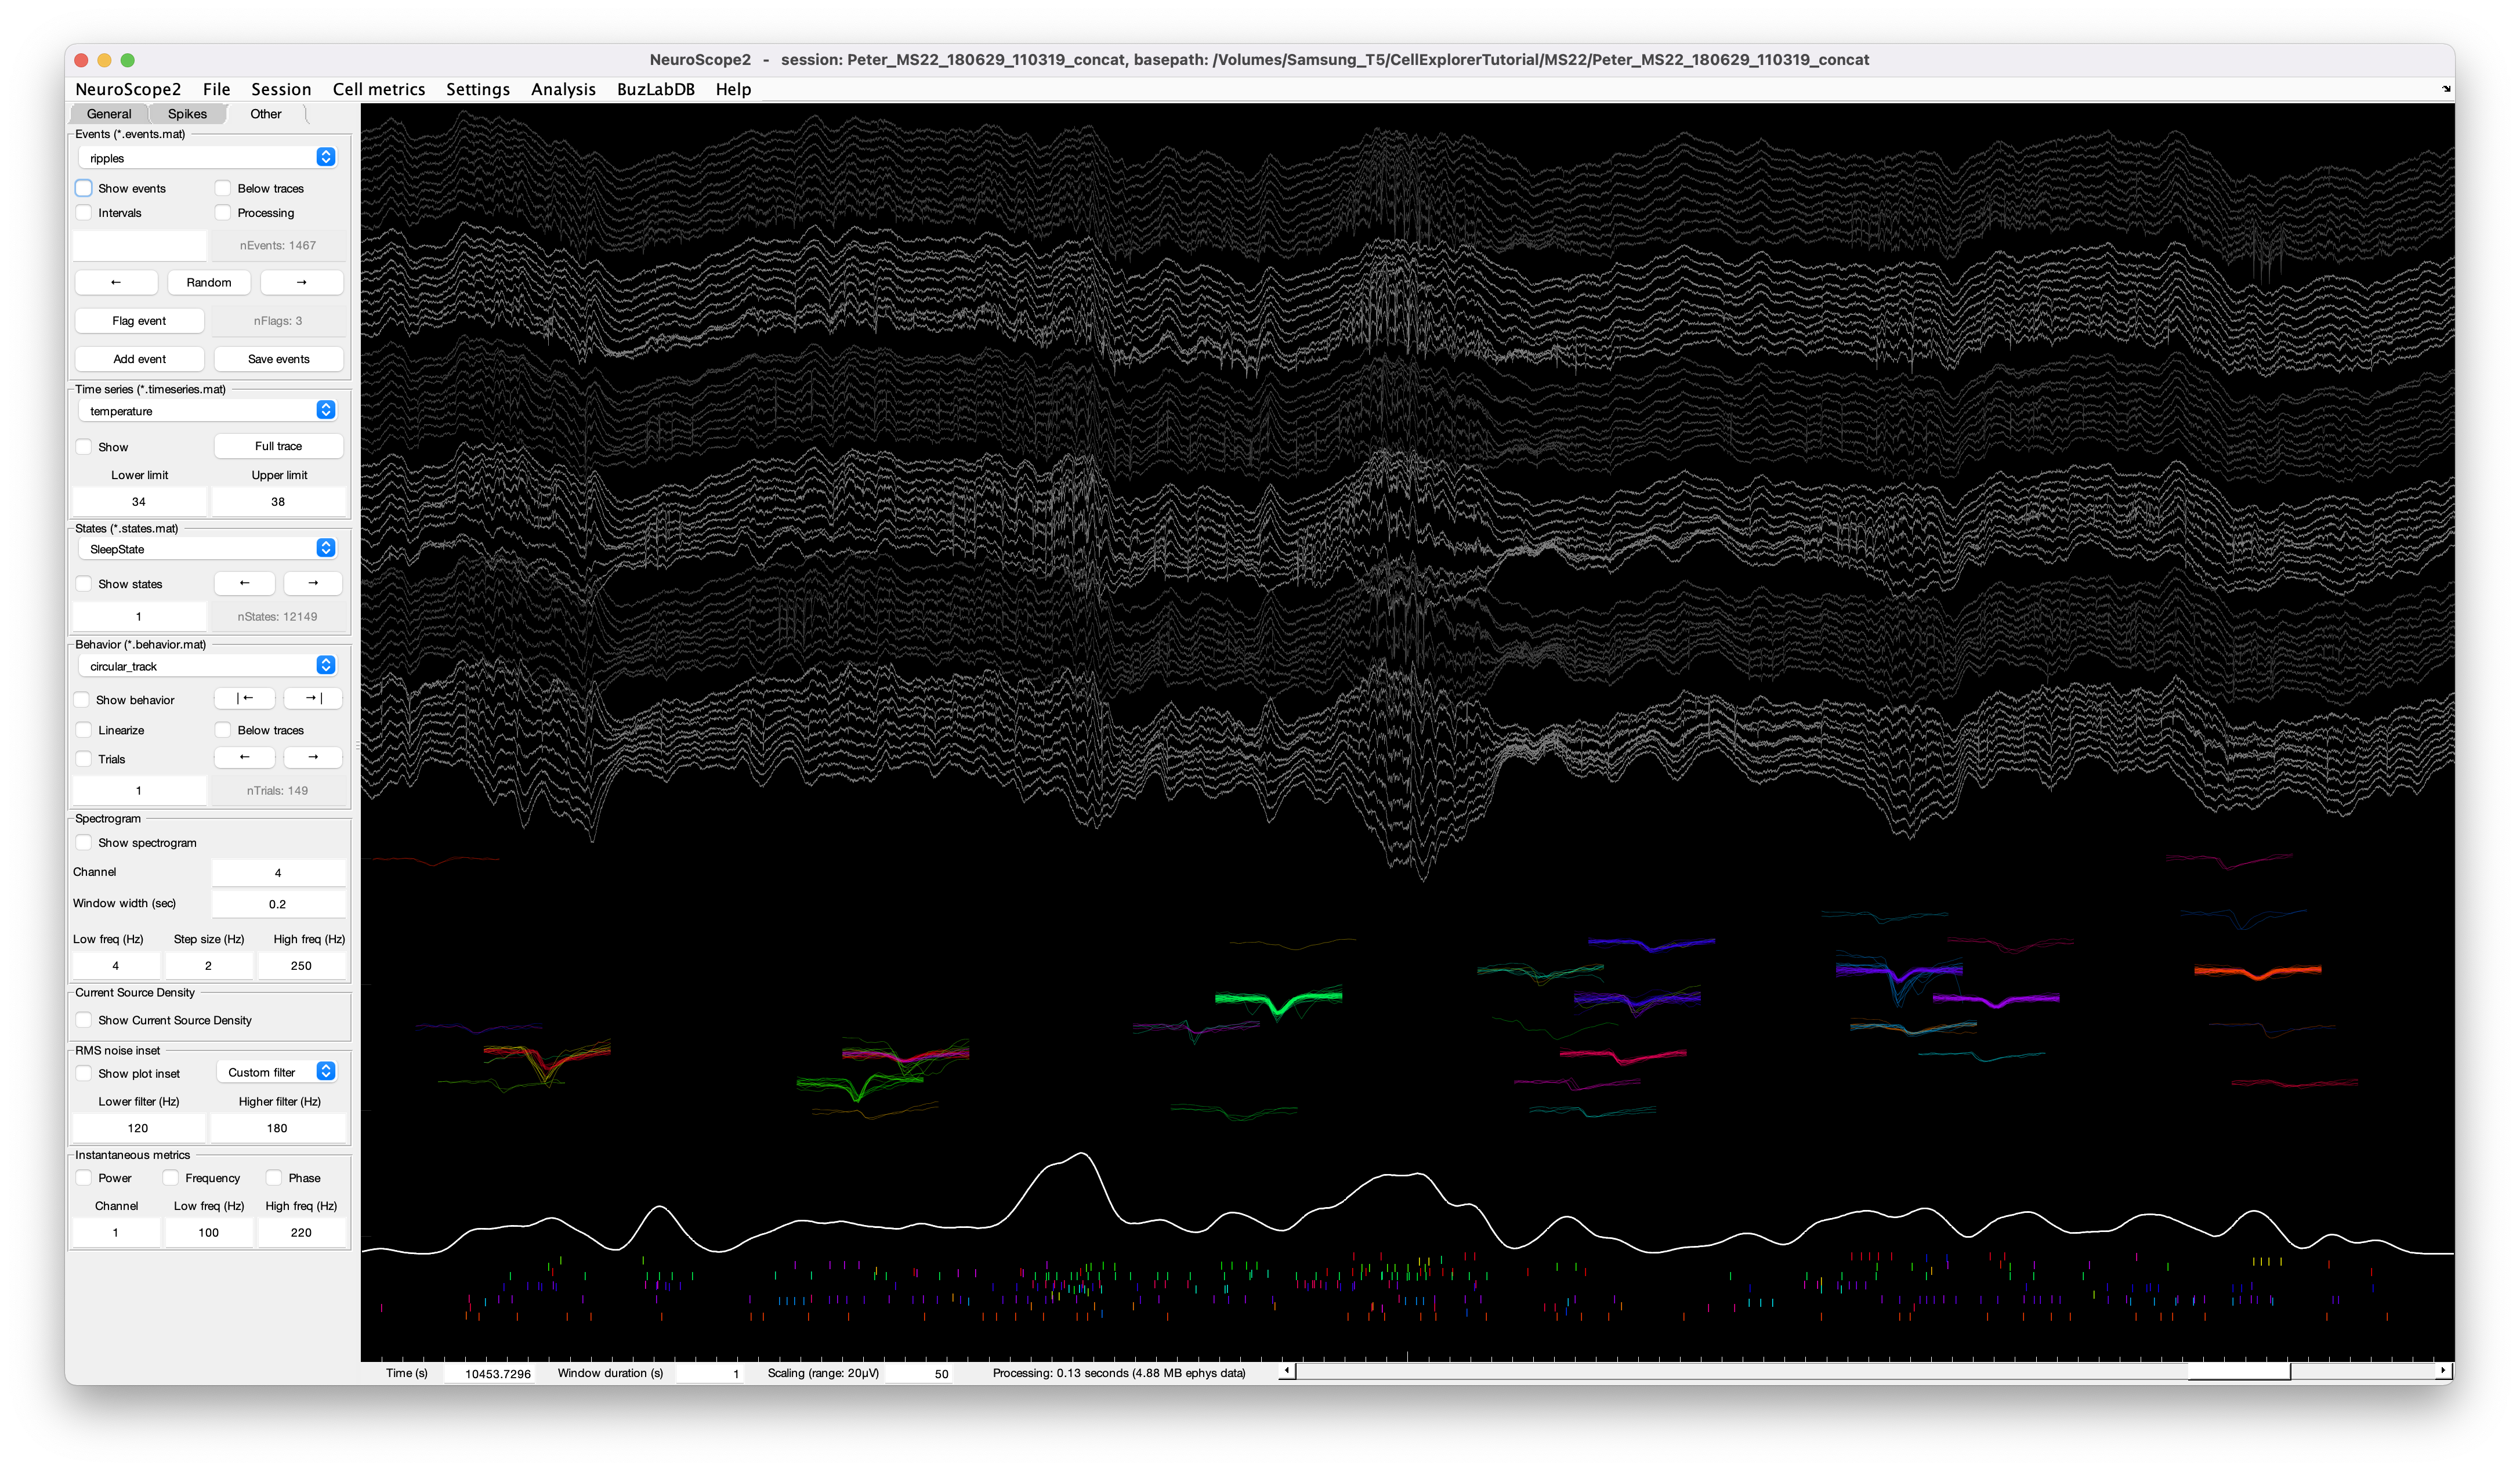 NeuroScope2 - session: Peter_MS22_180629_110319_concat, basepath: /Volumes/Samsung_T5/CellExplorerTutorial/MS22/Peter_MS22_180629_110319_concat
NeuroScope2 File Session Cell metrics Settings Analysis BuzLabDB Help
General Spikes Other
Events (*.events.mat)
ripples
Show events Below traces
Intervals Processing
nEvents: 1467
← Random →
Flag event nFlags: 3
Add event Save events
Time series (*.timeseries.mat)
temperature
Show Full trace
Lower limit Upper limit
34 38
States (*.states.mat)
SleepState
Show states ← →
1 nStates: 12149
Behavior (*.behavior.mat)
circular_track
Show behavior |← →|
Linearize Below traces
Trials ← →
1 nTrials: 149
Spectrogram
Show spectrogram
Channel 4
Window width (sec) 0.2
Low freq (Hz) Step size (Hz) High freq (Hz)
4 2 250
Current Source Density
Show Current Source Density
RMS noise inset
Show plot inset Custom filter
Lower filter (Hz) Higher filter (Hz)
120 180
Instantaneous metrics
Power Frequency Phase
Channel Low freq (Hz) High freq (Hz)
1 100 220
Time (s) 10453.7296 Window duration (s) 1 Scaling (range: 20µV) 50 Processing: 0.13 seconds (4.88 MB ephys data)